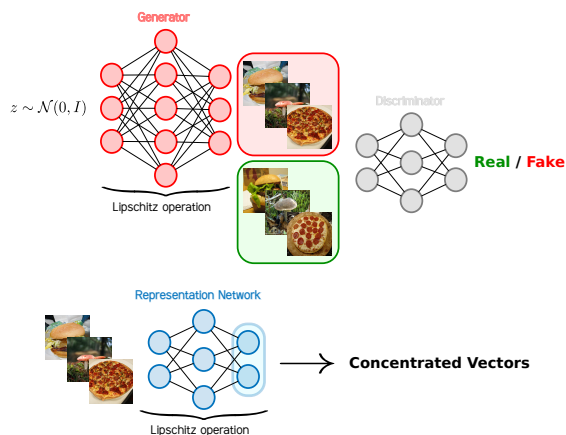 Generator
z ∼ 𝒩(0, I)
Lipschitz operation
Discriminator
Real / Fake
Representation Network
Concentrated Vectors
Lipschitz operation